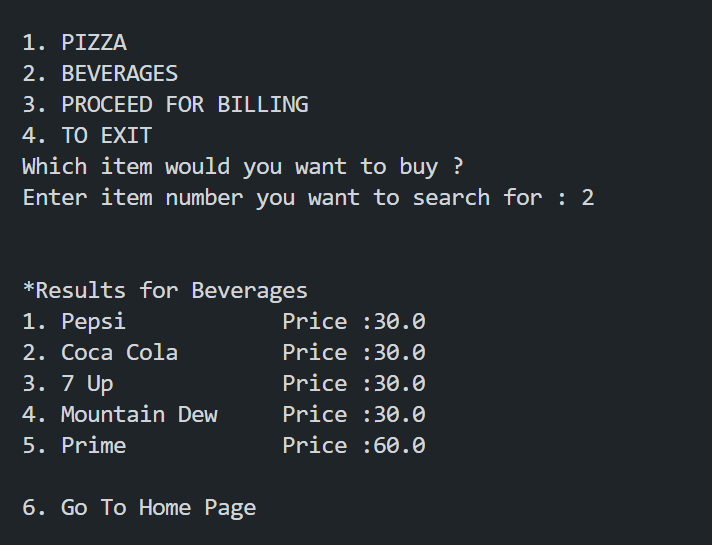 1. PIZZA
2. BEVERAGES
3. PROCEED FOR BILLING
4. TO EXIT
Which item would you want to buy ?
Enter item number you want to search for : 2
*Results for Beverages
1. Pepsi            Price :30.0
2. Coca Cola        Price :30.0
3. 7 Up             Price :30.0
4. Mountain Dew     Price :30.0
5. Prime            Price :60.0
6. Go To Home Page